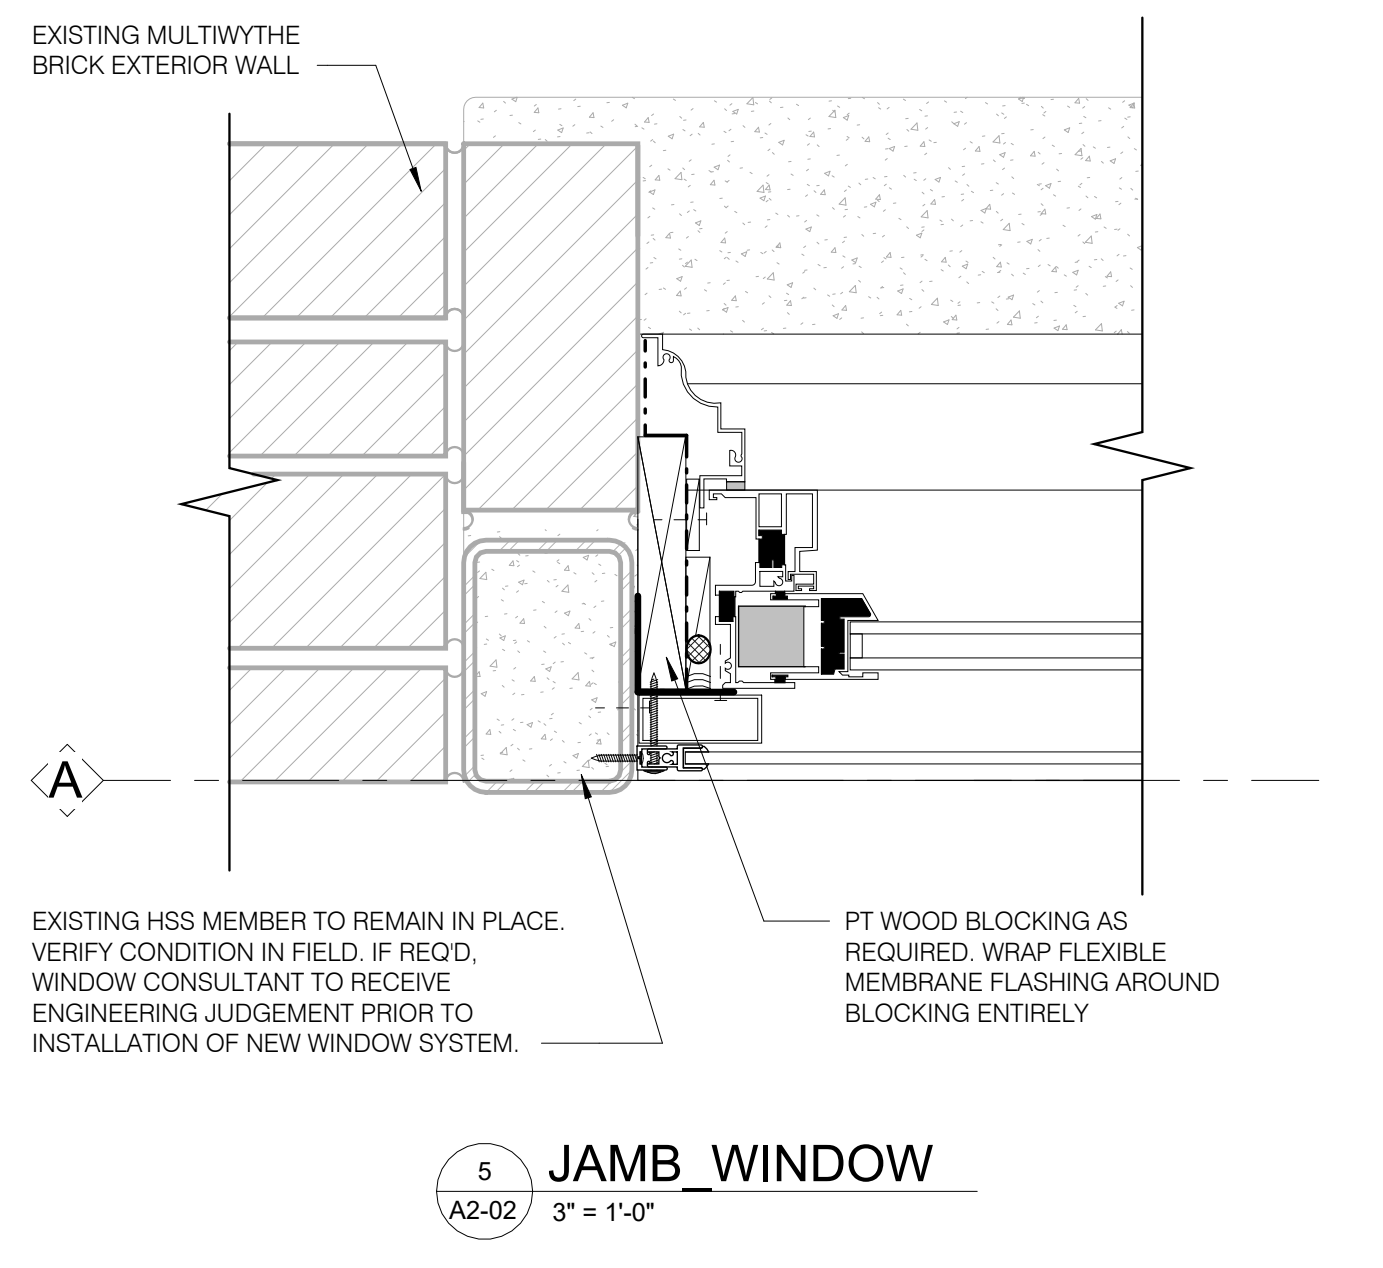 EXISTING MULTIWYTHE
BRICK EXTERIOR WALL
A
EXISTING HSS MEMBER TO REMAIN IN PLACE.
VERIFY CONDITION IN FIELD. IF REQ'D,
WINDOW CONSULTANT TO RECEIVE
ENGINEERING JUDGEMENT PRIOR TO
INSTALLATION OF NEW WINDOW SYSTEM.
PT WOOD BLOCKING AS
REQUIRED. WRAP FLEXIBLE
MEMBRANE FLASHING AROUND
BLOCKING ENTIRELY
5
JAMB_WINDOW
A2-02
3" = 1'-0"